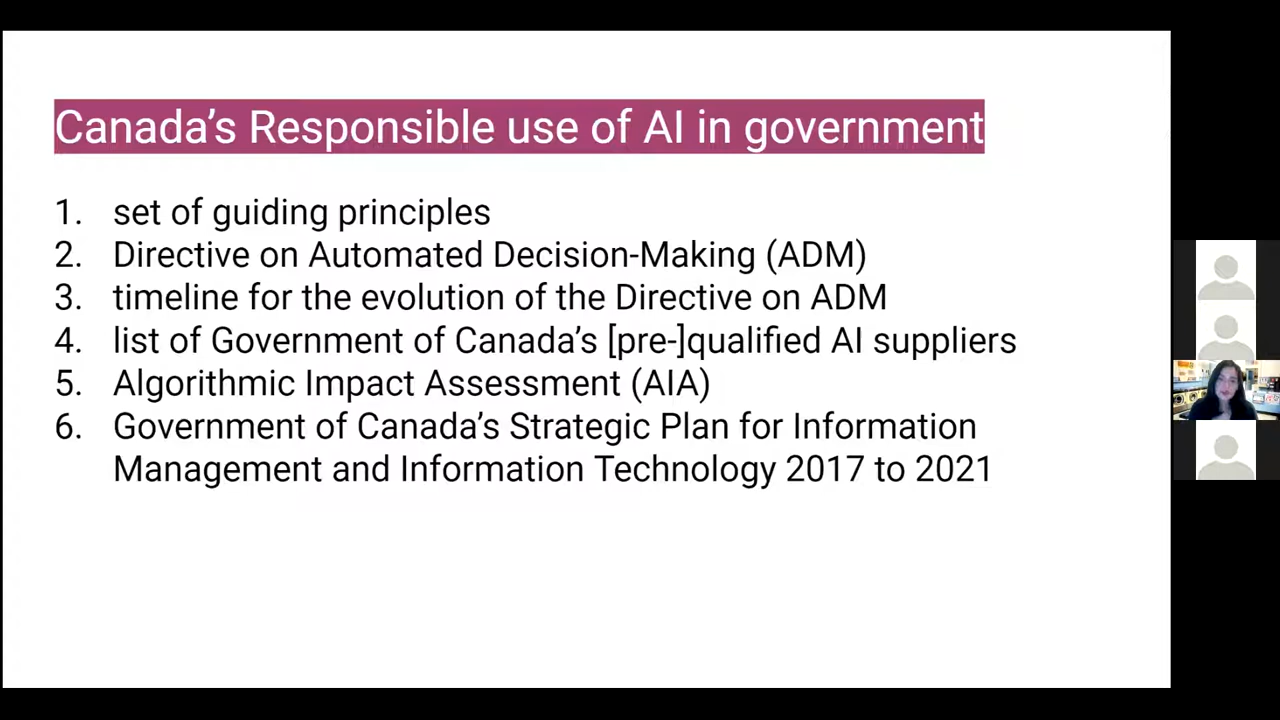 Canada’s Responsible use of AI in government
1. set of guiding principles
2. Directive on Automated Decision-Making (ADM)
3. timeline for the evolution of the Directive on ADM
4. list of Government of Canada’s [pre-]qualified AI suppliers
5. Algorithmic Impact Assessment (AIA)
6. Government of Canada’s Strategic Plan for Information
Management and Information Technology 2017 to 2021